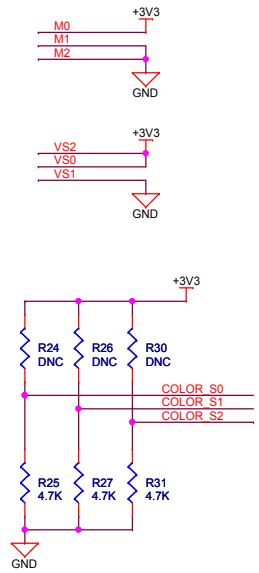 +3V3
M0
M1
M2
GND
+3V3
VS2
VS0
VS1
GND
+3V3
R24 R26 R30
DNC DNC DNC
COLOR_S0
COLOR_S1
COLOR_S2
R25 R27 R31
4.7K 4.7K 4.7K
GND